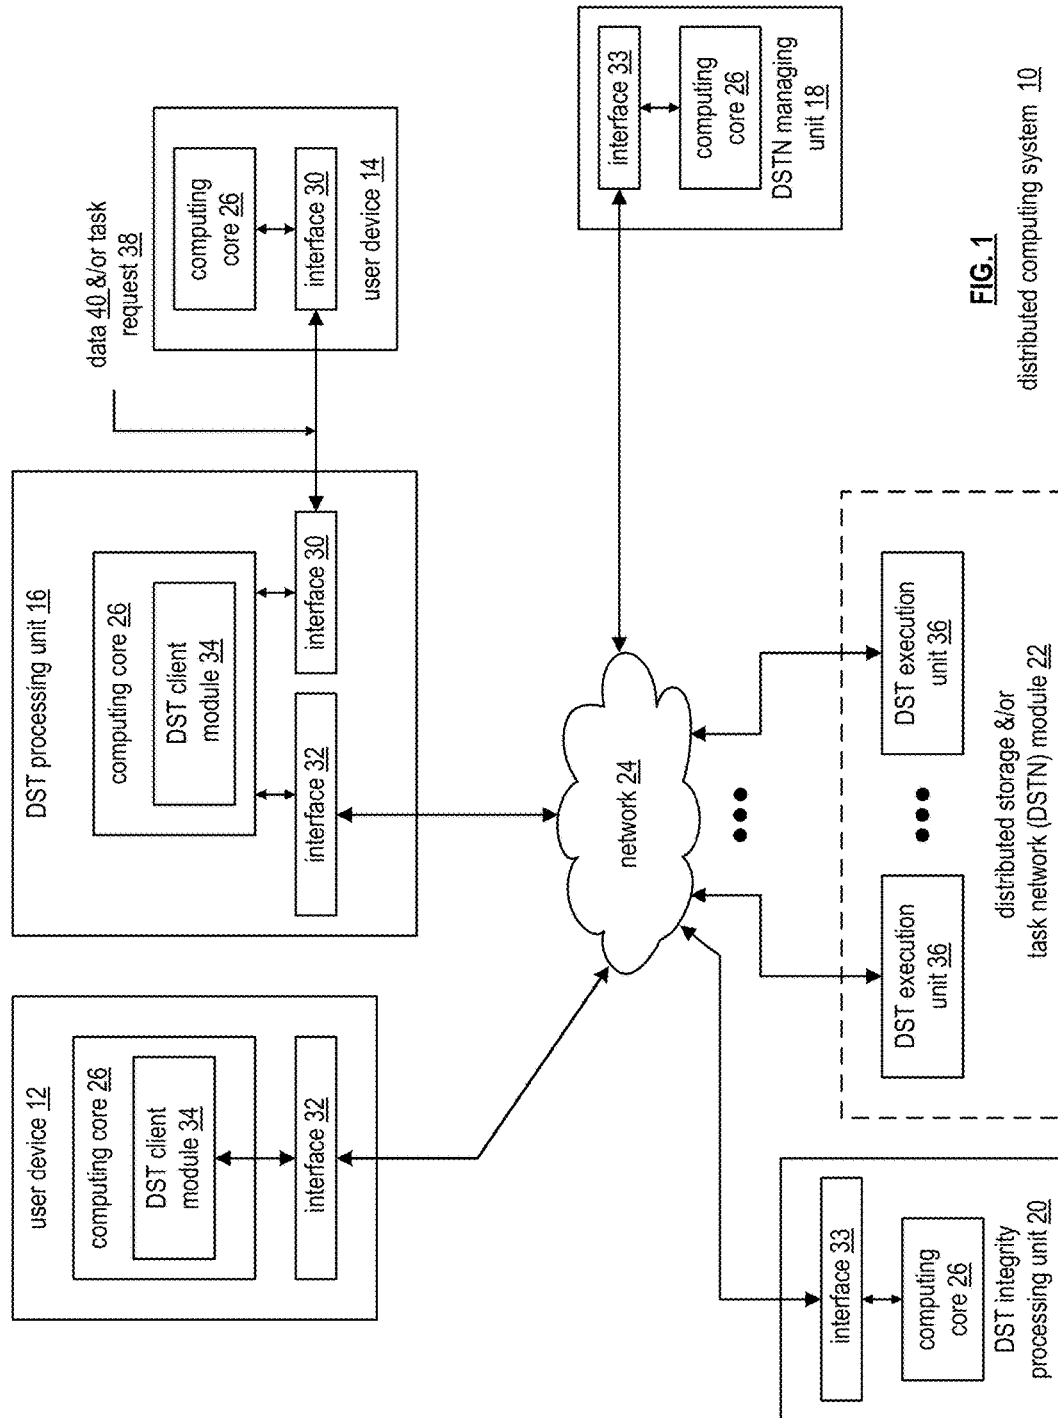 user device 12
computing core 26
DST client
module 34
interface 32
DST processing unit 16
computing core 26
DST client
module 34
interface 32
interface 30
data 40 &/or task
request 38
computing
core 26
interface 30
user device 14
network 24
interface 33
computing
core 26
DSTN managing
unit 18
interface 33
computing
core 26
DST integrity
processing unit 20
DST execution
unit 36
DST execution
unit 36
distributed storage &/or
task network (DSTN) module 22
FIG. 1
distributed computing system 10